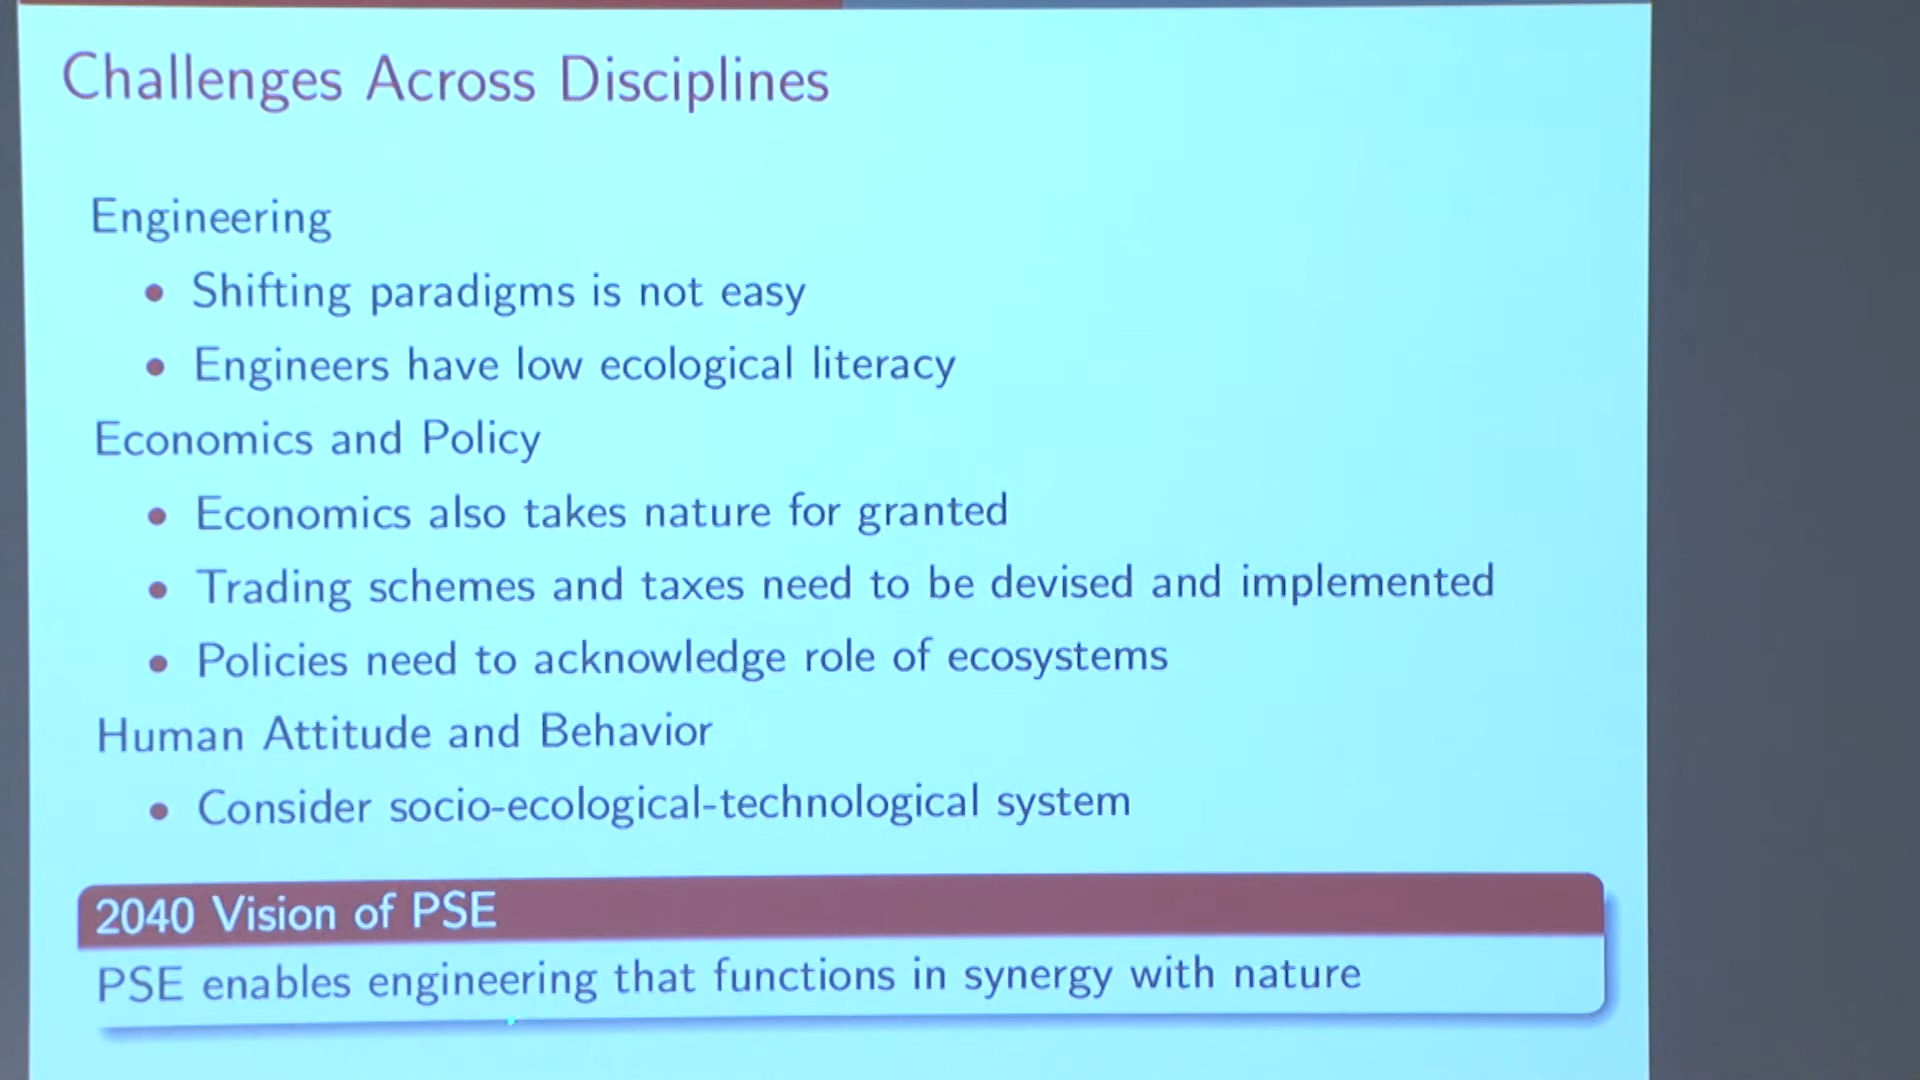 Challenges Across Disciplines
Engineering
• Shifting paradigms is not easy
• Engineers have low ecological literacy
Economics and Policy
• Economics also takes nature for granted
• Trading schemes and taxes need to be devised and implemented
• Policies need to acknowledge role of ecosystems
Human Attitude and Behavior
• Consider socio-ecological-technological system
2040 Vision of PSE
PSE enables engineering that functions in synergy with nature